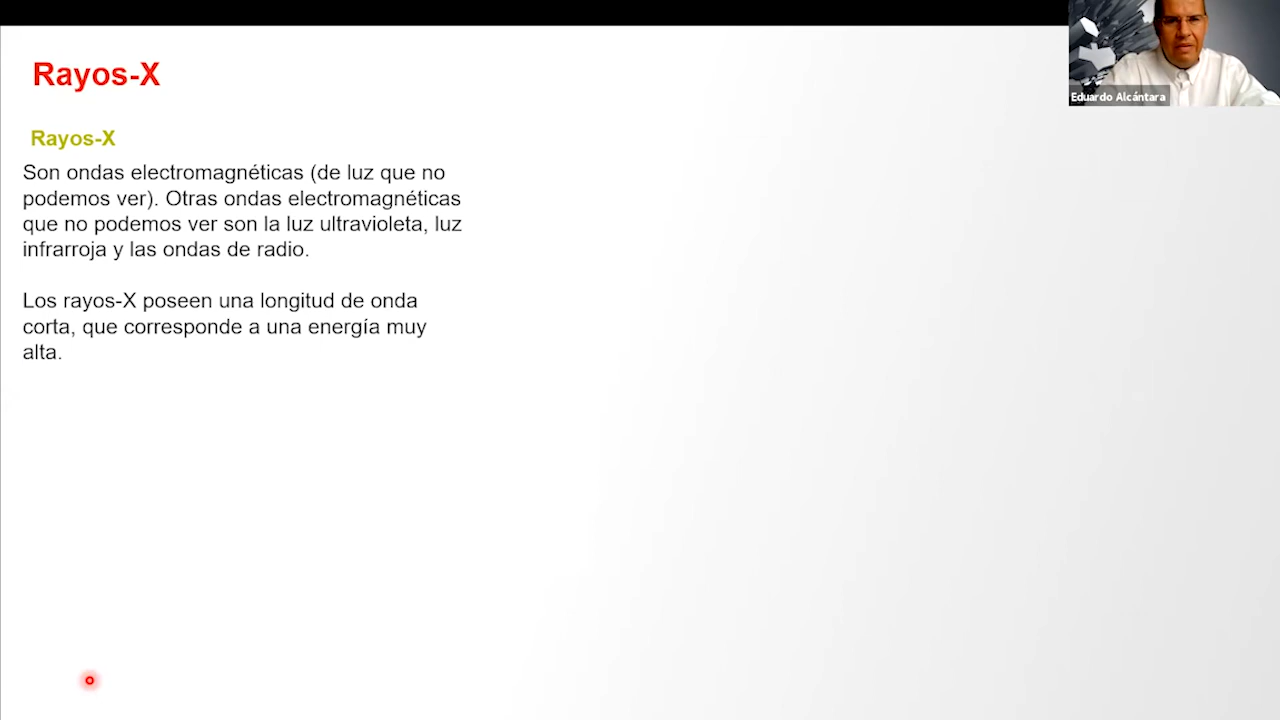 Rayos-X
Eduardo Alcántara
Rayos-X
Son ondas electromagnéticas (de luz que no
podemos ver). Otras ondas electromagnéticas
que no podemos ver son la luz ultravioleta, luz
infrarroja y las ondas de radio.
Los rayos-X poseen una longitud de onda
corta, que corresponde a una energía muy
alta.